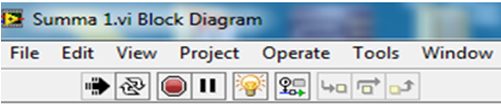 Summa 1.vi Block Diagram
File Edit View Project Operate Tools Window